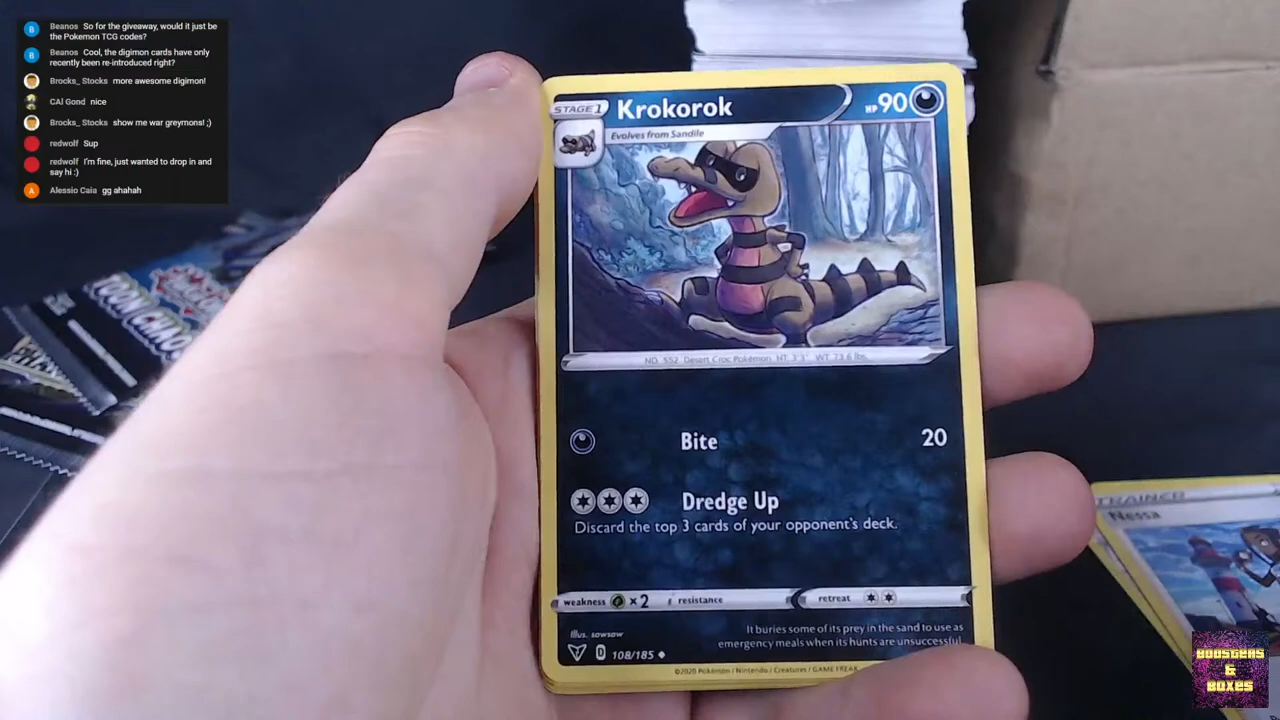 Beanos So for the giveaway, would it just be
the Pokemon TCG codes?
Beanos Cool, the digimon cards have only
recently been re-introduced right?
Brocks_Stocks more awesome digimon!
CAl Gond nice
Brocks_Stocks show me war greymons! ;)
redwolf Sup
redwolf I'm fine, just wanted to drop in and
say hi :)
Alessio Caia gg ahahah
STAGE 1
Krokorok
HP 90
Evolves from Sandile
NO. 552 Desert Croc Pokémon HT: 3'3" WT: 73.6 lbs.
Bite 20
Dredge Up
Discard the top 3 cards of your opponent's deck.
weakness ×2 resistance retreat
Illus. sowsow
It buries some of its prey in the sand to use as
emergency meals when its hunts are unsuccessful.
D 108/185
©2020 Pokémon / Nintendo / Creatures / GAME FREAK
TRAINER
Nessa
BOOSTERS
&
BOXES